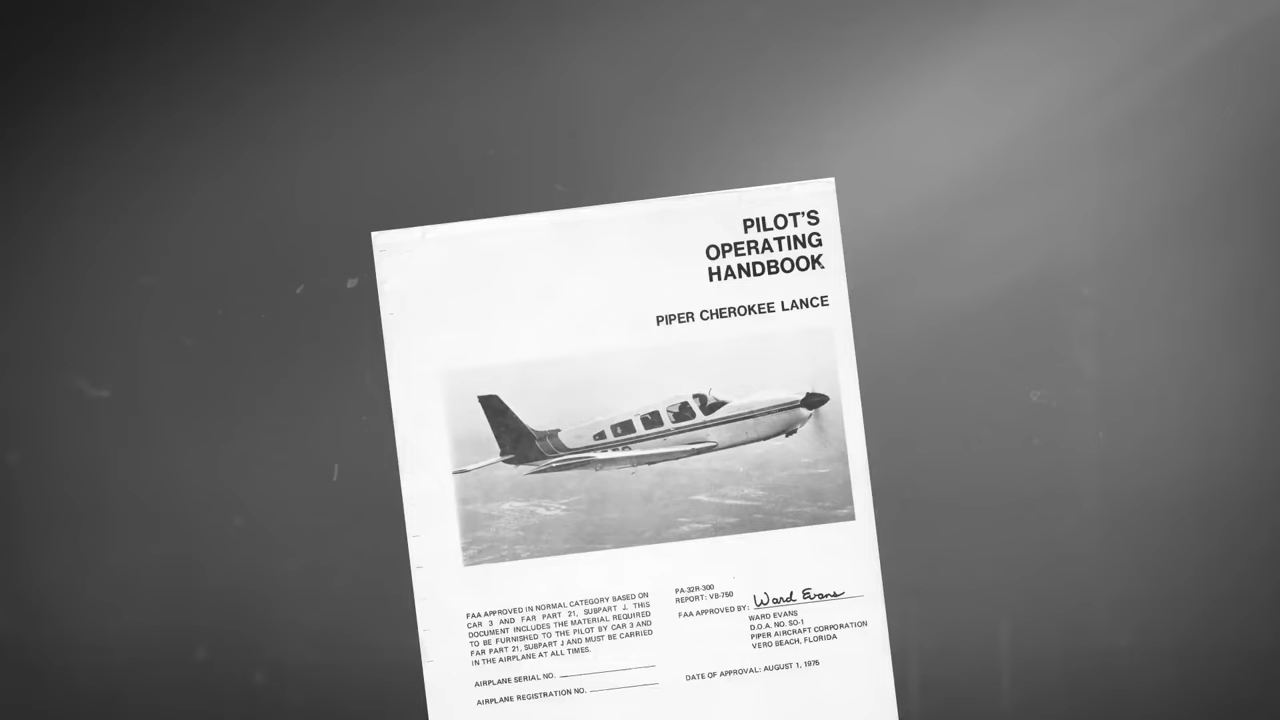 PILOT'S
OPERATING
HANDBOOK
PIPER CHEROKEE LANCE
FAA APPROVED IN NORMAL CATEGORY BASED ON
CAR 3 AND FAR PART 21, SUBPART J. THIS
DOCUMENT INCLUDES THE MATERIAL REQUIRED
TO BE FURNISHED TO THE PILOT BY CAR 3 AND
FAR PART 21, SUBPART J AND MUST BE CARRIED
IN THE AIRPLANE AT ALL TIMES.
AIRPLANE SERIAL NO.
AIRPLANE REGISTRATION NO.
PA-32R-300
REPORT: VB-750
FAA APPROVED BY: Ward Evans
WARD EVANS
D.O.A. NO. SO-1
PIPER AIRCRAFT CORPORATION
VERO BEACH, FLORIDA
DATE OF APPROVAL: AUGUST 1, 1975